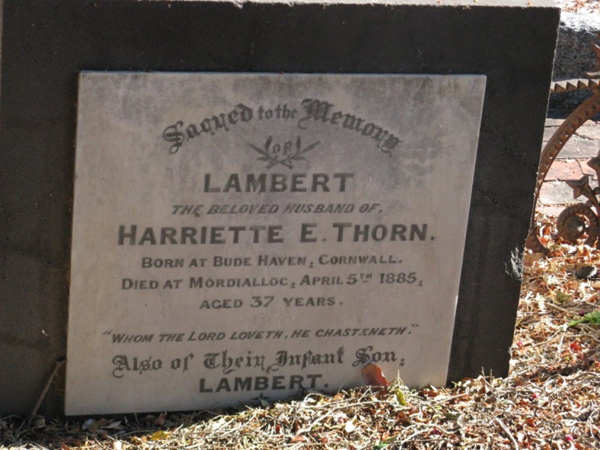 Sacred to the Memory
OF
LAMBERT
THE BELOVED HUSBAND OF,
HARRIETTE E. THORN.
BORN AT BUDE HAVEN, CORNWALL.
DIED AT MORDIALLOC, APRIL 5TH 1885,
AGED 37 YEARS.
"WHOM THE LORD LOVETH, HE CHASTENETH."
Also of Their Infant Son,
LAMBERT.